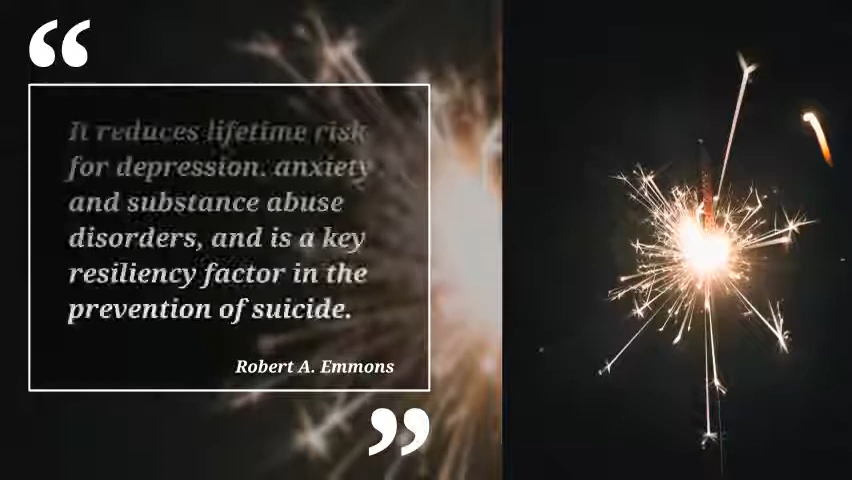 “
It reduces lifetime risk
for depression, anxiety
and substance abuse
disorders, and is a key
resiliency factor in the
prevention of suicide.
Robert A. Emmons
”